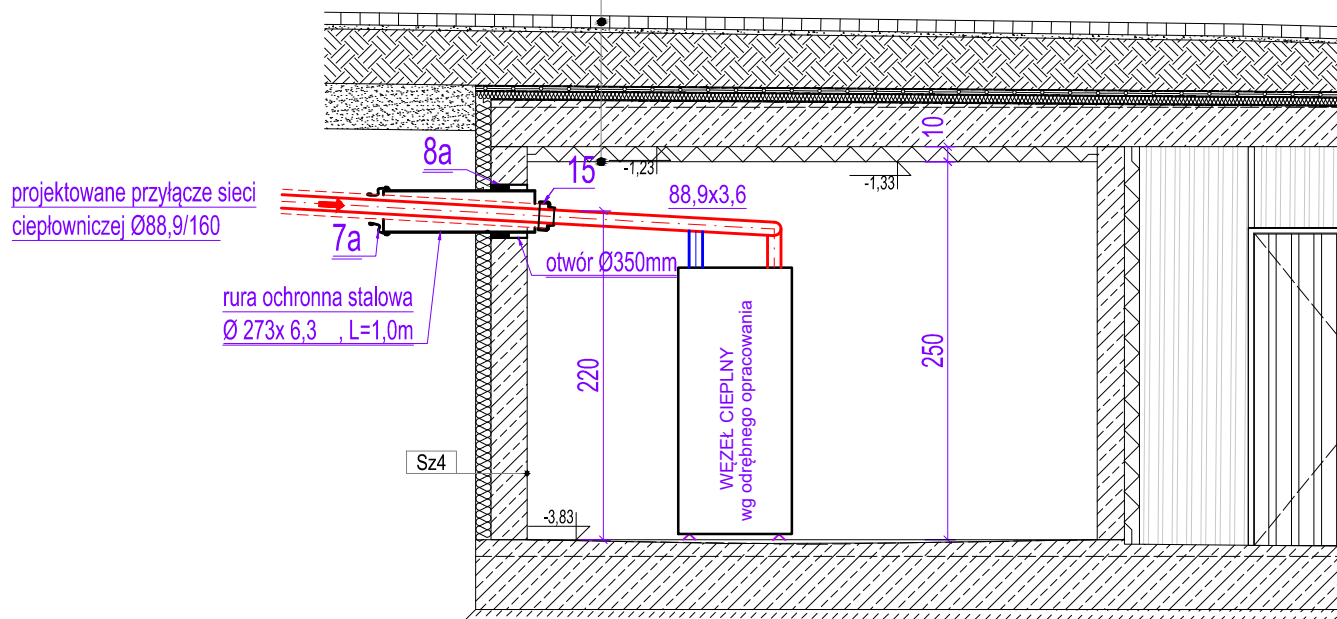 10
8a
15
-1,23
-1,33
projektowane przyłącze sieci
ciepłowniczej Ø88,9/160
88,9x3,6
7a
otwór Ø350mm
rura ochronna stalowa
Ø 273x 6,3 , L=1,0m
220
250
WĘZEŁ CIEPLNY
wg odrębnego opracowania
Sz4
-3,83